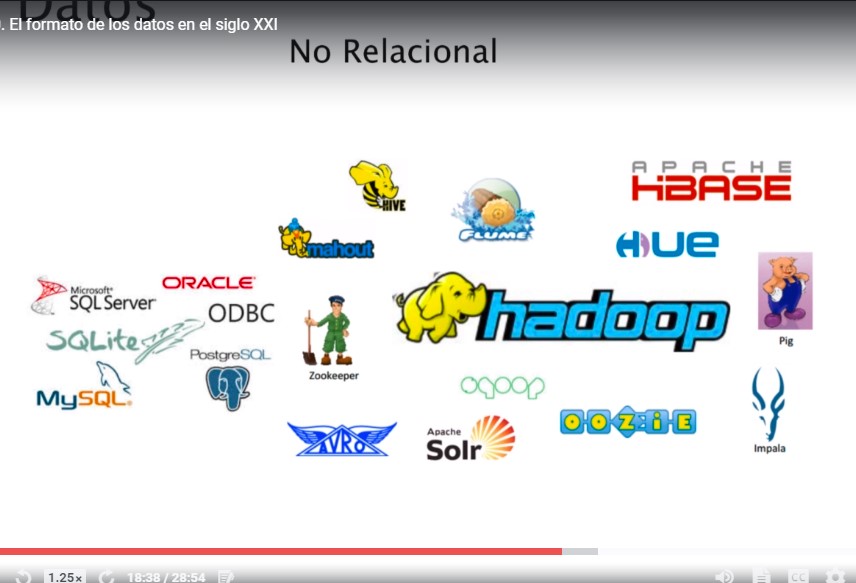 Datos
. El formato de los datos en el siglo XXI
No Relacional
HIVE
FLUME
APACHE
HBASE
mahout
HUE
Microsoft®
SQL Server
ORACLE®
ODBC
SQLite
PostgreSQL
MySQL®
Zookeeper
hadoop
Pig
sqoop
OOZiE
AVRO
Apache
Solr
Impala
1.25×
18:38 / 28:54
CC